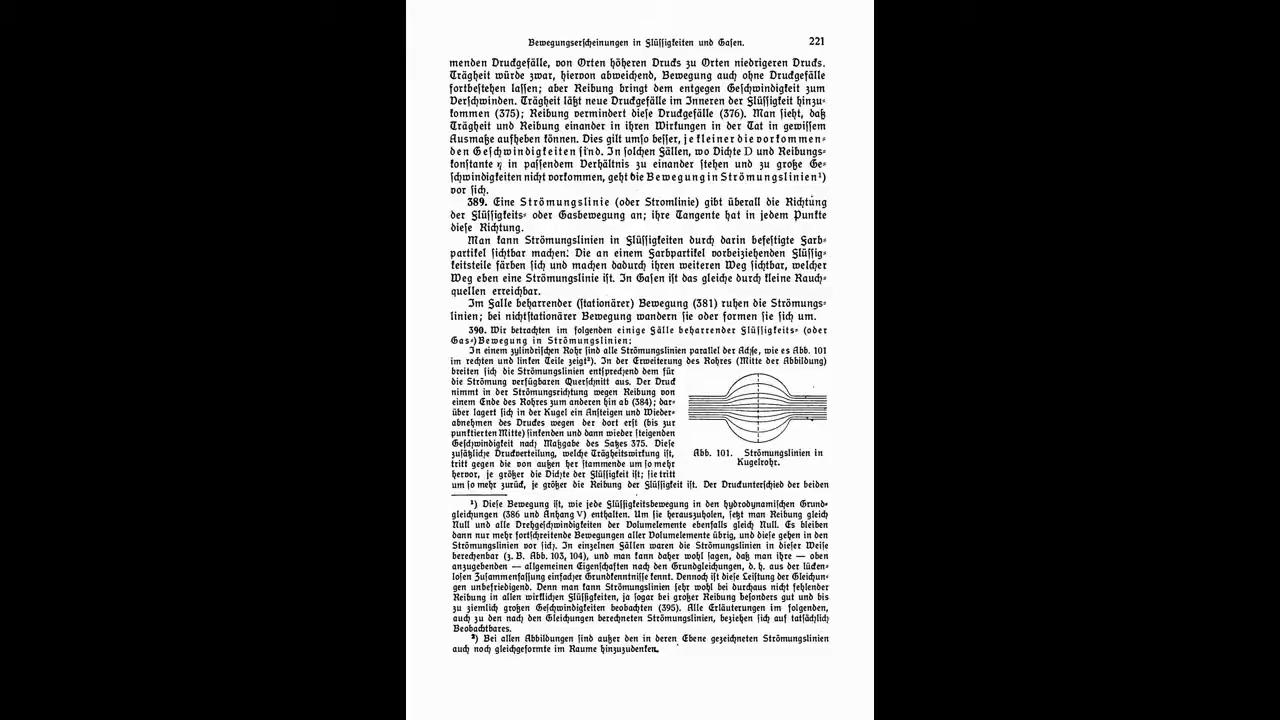 Bewegungserscheinungen in Flüssigkeiten und Gasen. 221
menden Druckgefälle, von Orten höheren Drucks zu Orten niedrigeren Drucks.
Trägheit würde zwar, hiervon abweichend, Bewegung auch ohne Druckgefälle
fortbestehen lassen; aber Reibung bringt dem entgegen Geschwindigkeit zum
Verschwinden. Trägheit läßt neue Druckgefälle im Inneren der Flüssigkeit hinzu-
kommen (375); Reibung vermindert diese Druckgefälle (376). Man sieht, daß
Trägheit und Reibung einander in ihren Wirkungen in der Tat in gewissem
Ausmaße aufheben können. Dies gilt umso besser, je kleiner die vorkommen-
den Geschwindigkeiten sind. In solchen Fällen, wo Dichte D und Reibungs-
konstante η in passendem Verhältnis zu einander stehen und zu große Ge-
schwindigkeiten nicht vorkommen, geht die Bewegung in Strömungslinien¹)
vor sich.
389. Eine Strömungslinie (oder Stromlinie) gibt überall die Richtung
der Flüssigkeits- oder Gasbewegung an; ihre Tangente hat in jedem Punkte
diese Richtung.
Man kann Strömungslinien in Flüssigkeiten durch darin befestigte Farb-
partikel sichtbar machen: Die an einem Farbpartikel vorbeiziehenden Flüssig-
keitsteile färben sich und machen dadurch ihren weiteren Weg sichtbar, welcher
Weg eben eine Strömungslinie ist. In Gasen ist das gleiche durch kleine Rauch-
quellen erreichbar.
Im Falle beharrender (stationärer) Bewegung (381) ruhen die Strömungs-
linien; bei nichtstationärer Bewegung wandern sie oder formen sie sich um.
390. Wir betrachten im folgenden einige Fälle beharrender Flüssigkeits- (oder
Gas-)Bewegung in Strömungslinien:
In einem zylindrischen Rohr sind alle Strömungslinien parallel der Achse, wie es Abb. 101
im rechten und linken Teile zeigt²). In der Erweiterung des Rohres (Mitte der Abbildung)
breiten sich die Strömungslinien entsprechend dem für
die Strömung verfügbaren Querschnitt aus. Der Druck
nimmt in der Strömungsrichtung wegen Reibung von
einem Ende des Rohres zum anderen hin ab (384); dar-
über lagert sich in der Kugel ein Ansteigen und Wieder-
abnehmen des Druckes wegen der dort erst (bis zur
punktierten Mitte) sinkenden und dann wieder steigenden
Geschwindigkeit nach Maßgabe des Satzes 375. Diese
zusätzliche Druckverteilung, welche Trägheitswirkung ist,
tritt gegen die von außen her stammende um so mehr
hervor, je größer die Dichte der Flüssigkeit ist; sie tritt
um so mehr zurück, je größer die Reibung der Flüssigkeit ist. Der Druckunterschied der beiden
Abb. 101. Strömungslinien in
Kugelrohr.
¹) Diese Bewegung ist, wie jede Flüssigkeitsbewegung in den hydrodynamischen Grund-
gleichungen (386 und Anhang V) enthalten. Um sie herauszuholen, setzt man Reibung gleich
Null und alle Drehgeschwindigkeiten der Volumelemente ebenfalls gleich Null. Es bleiben
dann nur mehr fortschreitende Bewegungen aller Volumelemente übrig, und diese gehen in den
Strömungslinien vor sich. In einzelnen Fällen waren die Strömungslinien in dieser Weise
berechenbar (z. B. Abb. 103, 104), und man kann daher wohl sagen, daß man ihre — oben
anzugebenden — allgemeinen Eigenschaften nach den Grundgleichungen, d. h. aus der lücken-
losen Zusammenfassung einfacher Grundkenntnisse kennt. Dennoch ist diese Leistung der Gleichun-
gen unbefriedigend. Denn man kann Strömungslinien sehr wohl bei durchaus nicht fehlender
Reibung in allen wirklichen Flüssigkeiten, ja sogar bei großer Reibung besonders gut und bis
zu ziemlich großen Geschwindigkeiten beobachten (395). Alle Erläuterungen im folgenden,
auch zu den nach den Gleichungen berechneten Strömungslinien, beziehen sich auf tatsächlich
Beobachtbares.
²) Bei allen Abbildungen sind außer den in deren Ebene gezeichneten Strömungslinien
auch noch gleichgeformte im Raume hinzuzudenken.